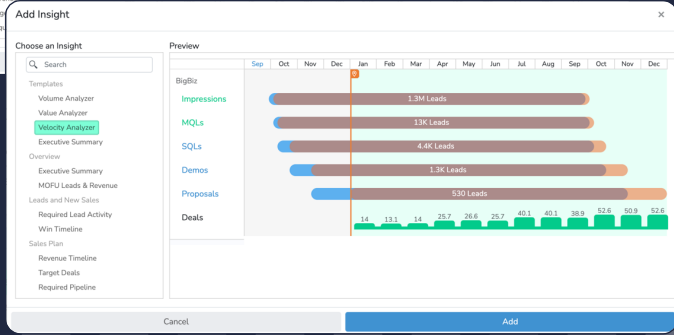 Add Insight
×
Choose an Insight
Preview
Search
Templates
Volume Analyzer
Value Analyzer
Velocity Analyzer
Executive Summary
Overview
Executive Summary
MDFU Leads & Revenue
Leads and New Sales
Required Lead Activity
Win Timeline
Sales Plan
Revenue Timeline
Target Deals
Required Pipeline
Sep Oct Nov Dec Jan Feb Mar Apr May Jun Jul Aug Sep Oct Nov Dec
BigBiz
Impressions 1.3M Leads
MQLs 13K Leads
SQLs 4.4K Leads
Demos 1.3K Leads
Proposals 530 Leads
Deals 14 13.1 14 25.7 26.6 25.7 40.1 40.1 38.9 52.6 50.9 52.6
Cancel
Add